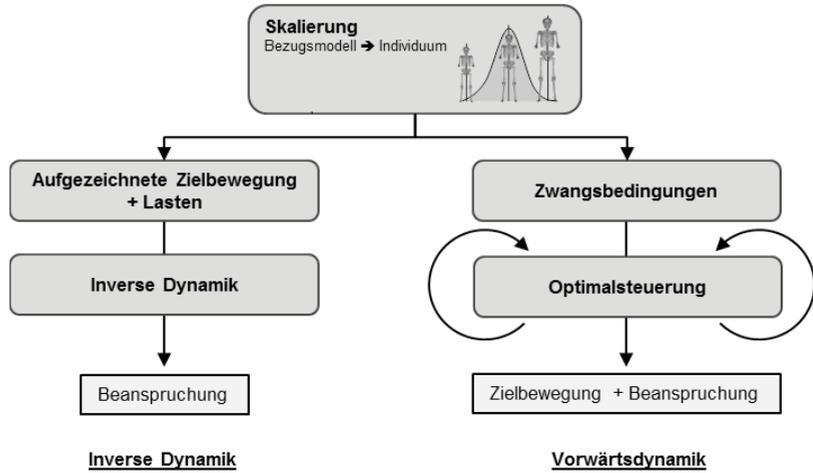 Skalierung
Bezugsmodell ➔ Individuum
Aufgezeichnete Zielbewegung
+ Lasten
Inverse Dynamik
Beanspruchung
Inverse Dynamik
Zwangsbedingungen
Optimalsteuerung
Zielbewegung + Beanspruchung
Vorwärtsdynamik